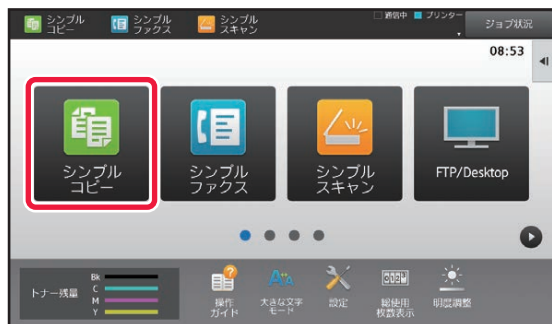 シンプル
コピー
シンプル
ファクス
シンプル
スキャン
通信中
プリンター
ジョブ状況
08:53
シンプル
コピー
シンプル
ファクス
シンプル
スキャン
FTP/Desktop
トナー残量
Bk
C
M
Y
操作
ガイド
大きな文字
モード
設定
総使用
枚数表示
明度調整